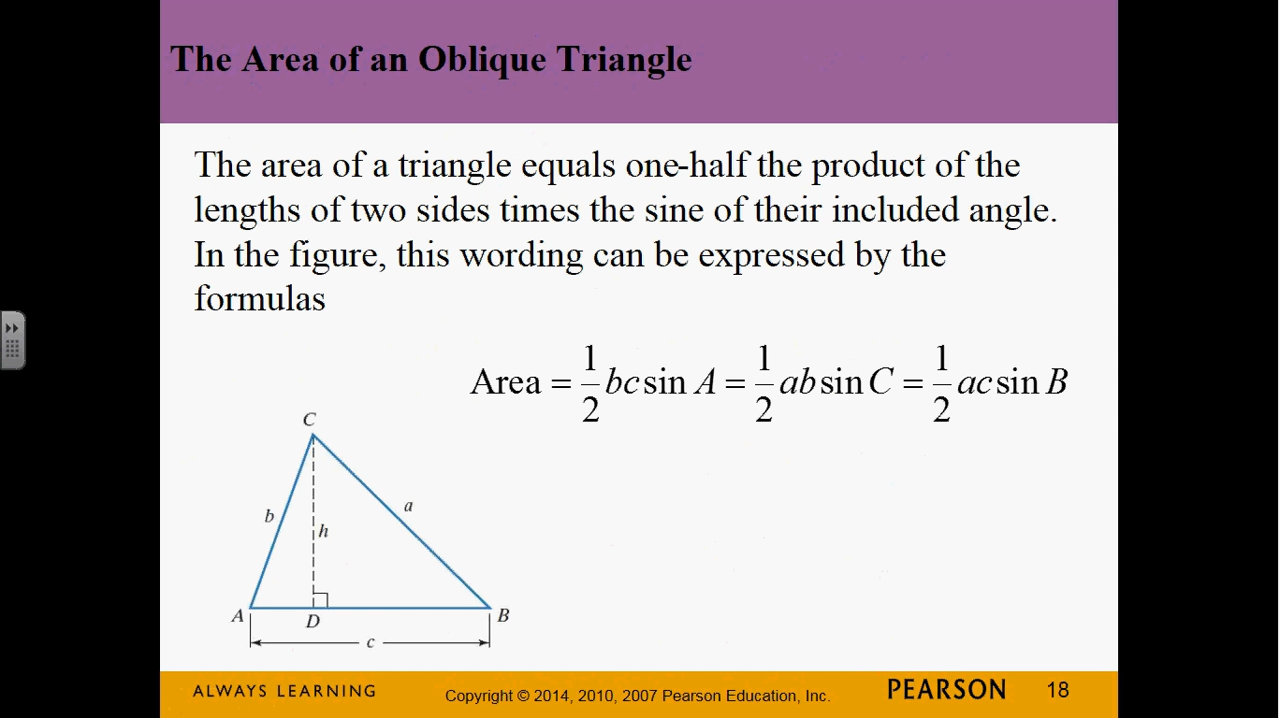 The Area of an Oblique Triangle
The area of a triangle equals one-half the product of the
lengths of two sides times the sine of their included angle.
In the figure, this wording can be expressed by the
formulas
Area = 1/2 bc sin A = 1/2 ab sin C = 1/2 ac sin B
C
b
a
h
A
D
B
c
ALWAYS LEARNING
Copyright © 2014, 2010, 2007 Pearson Education, Inc.
PEARSON
18